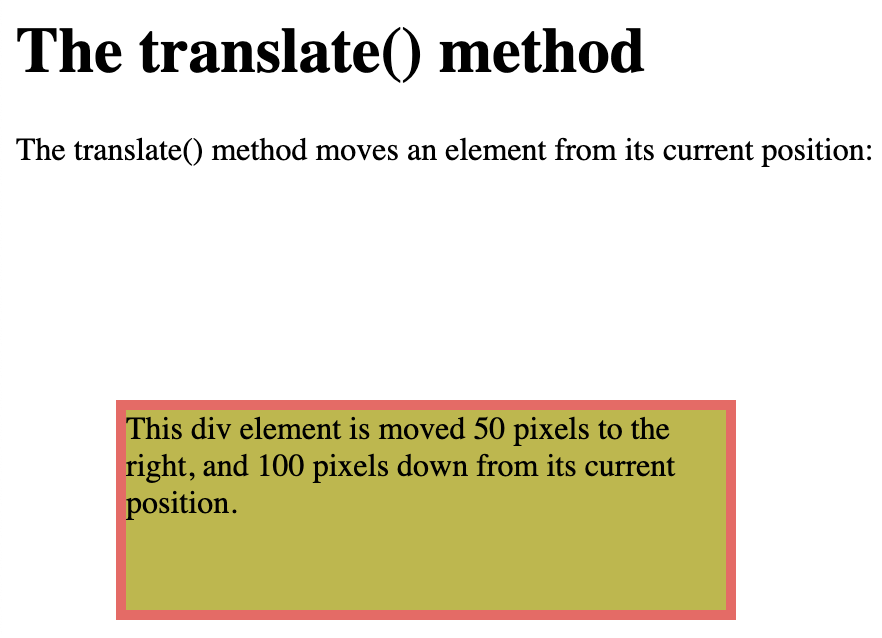 The translate() method
The translate() method moves an element from its current position:
This div element is moved 50 pixels to the
right, and 100 pixels down from its current
position.